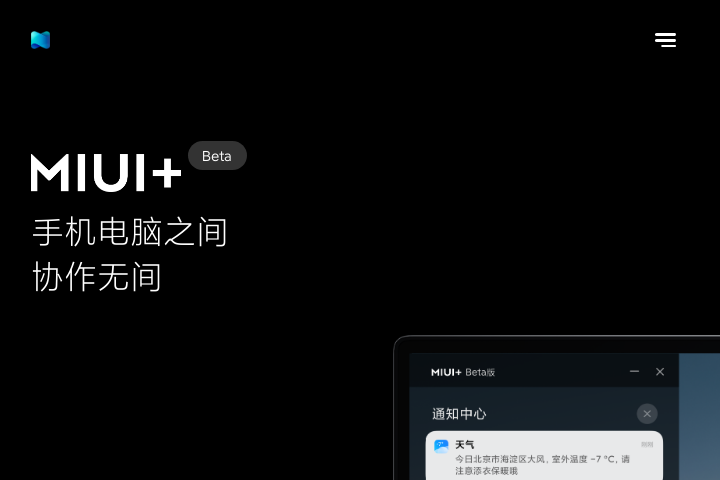 MIUI+ Beta
手机电脑之间
协作无间
MIUI+ Beta版
通知中心
天气
今日北京市海淀区大风，室外温度 -7 °C，请
注意添衣保暖哦